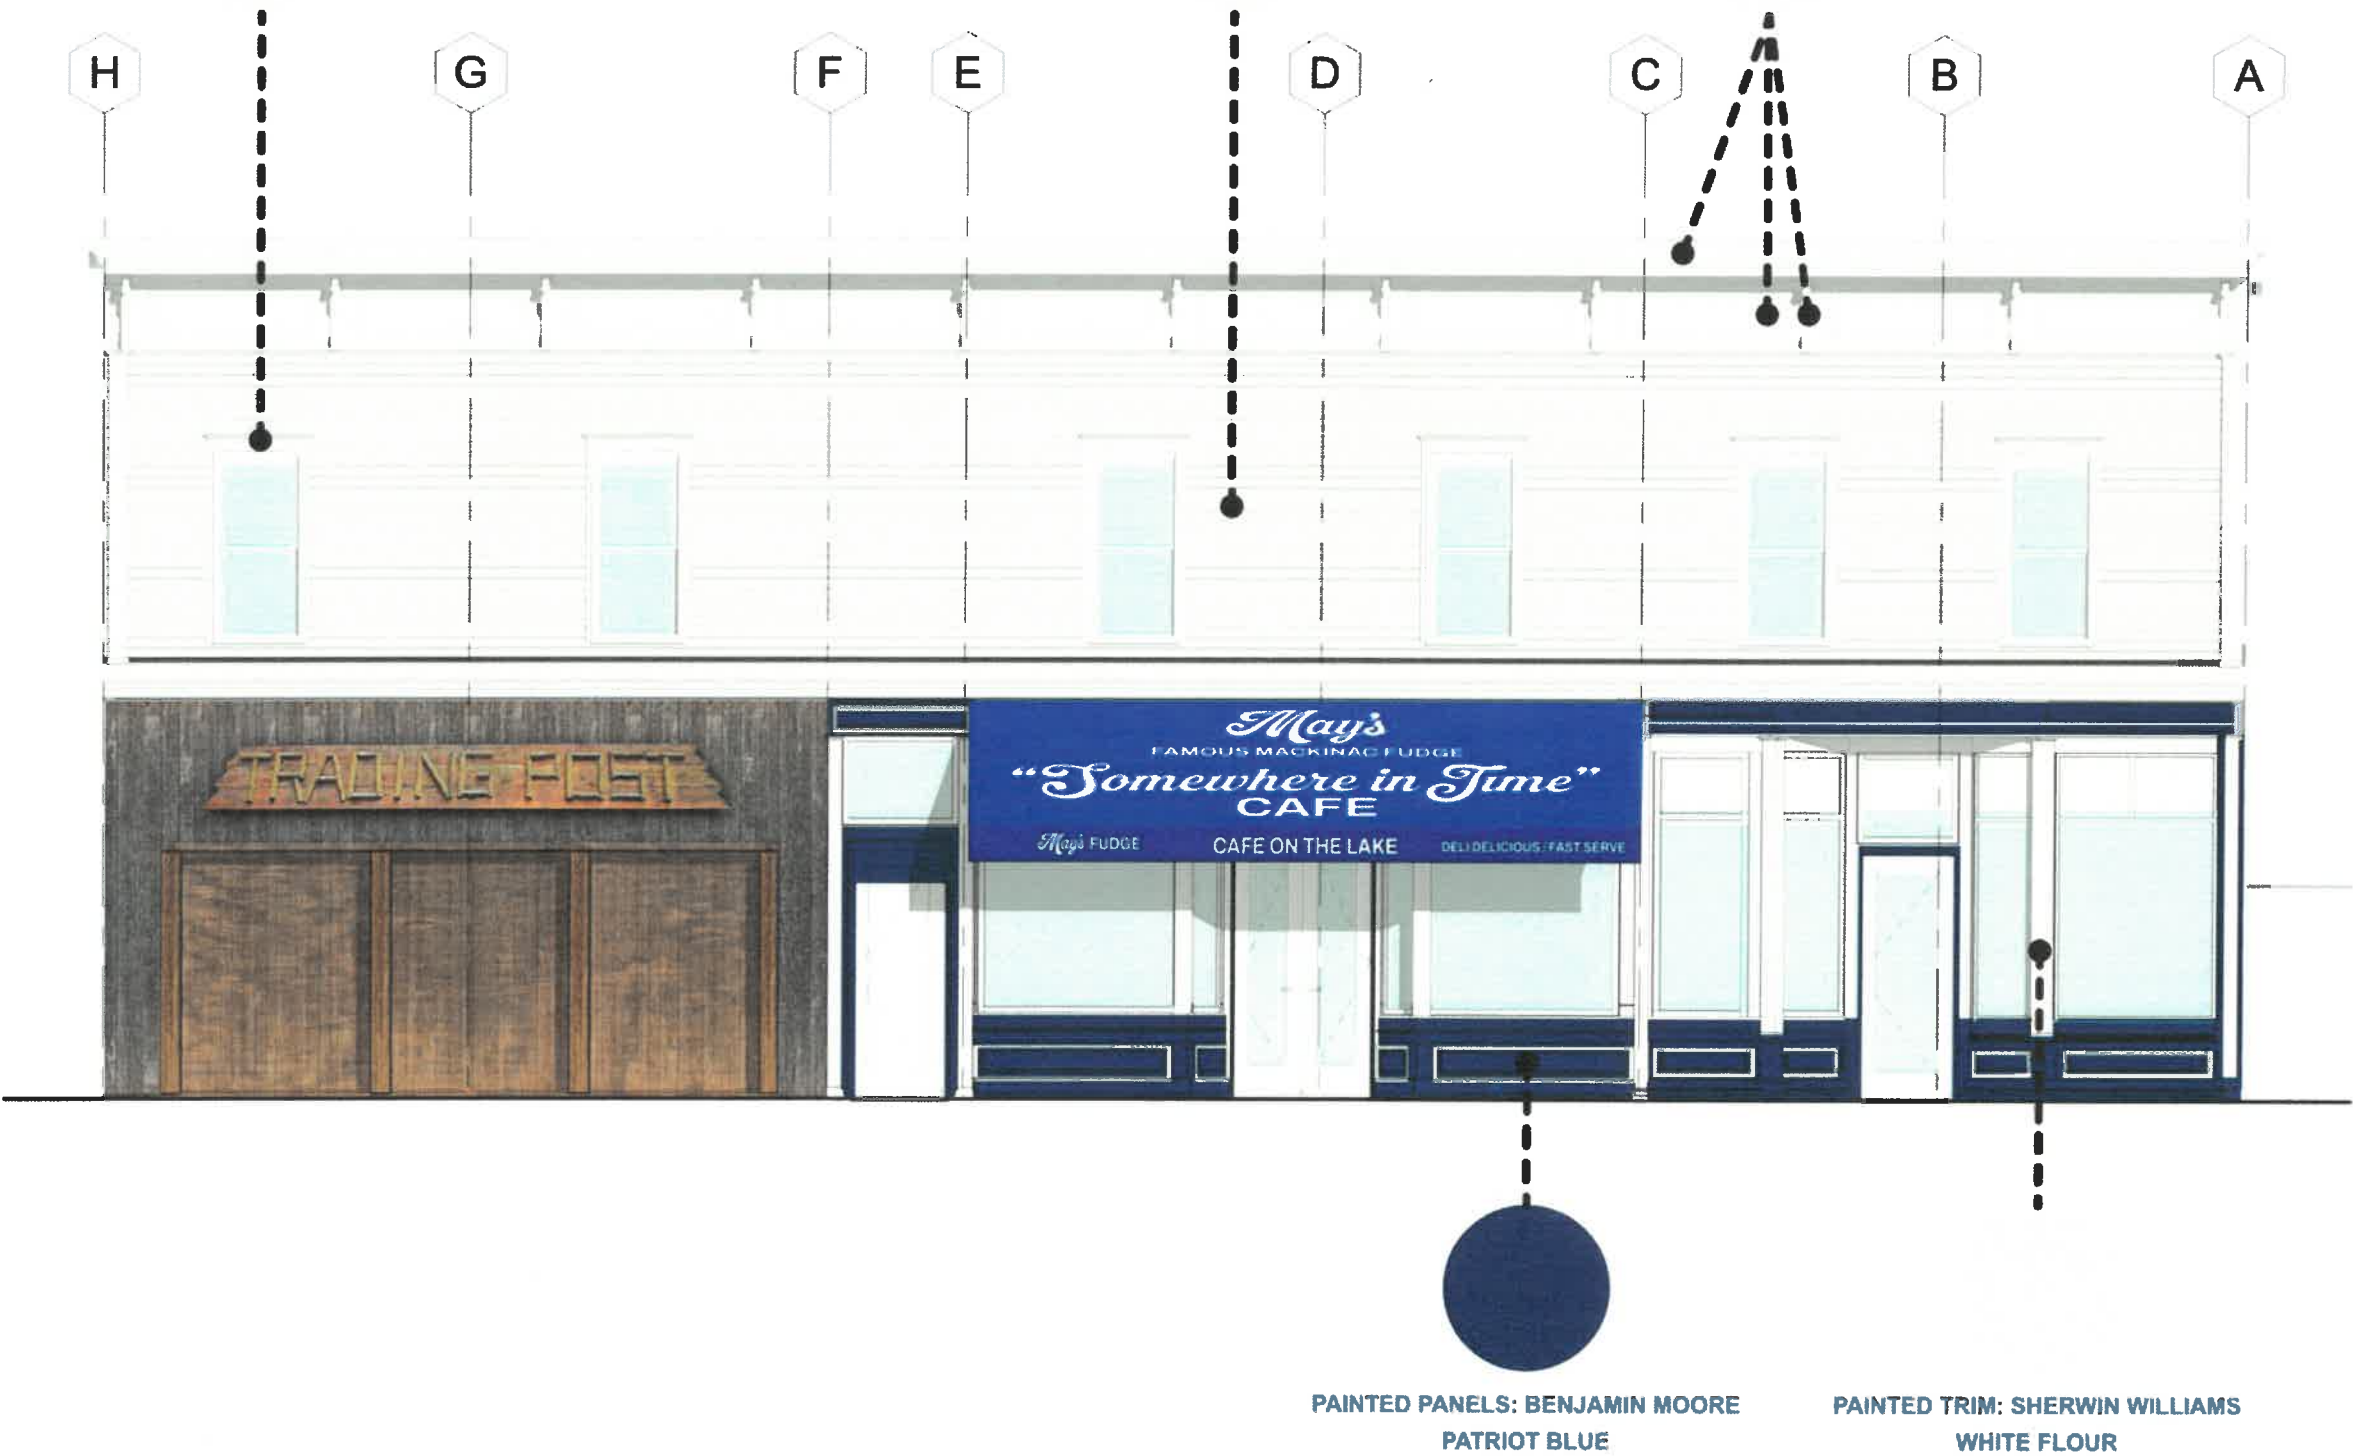 H G F E D C B A
TRADING POST
May's
FAMOUS MACKINAC FUDGE
"Somewhere in Time"
CAFE
May's FUDGE CAFE ON THE LAKE DELI DELICIOUS/FAST SERVE
PAINTED PANELS: BENJAMIN MOORE
PATRIOT BLUE
PAINTED TRIM: SHERWIN WILLIAMS
WHITE FLOUR